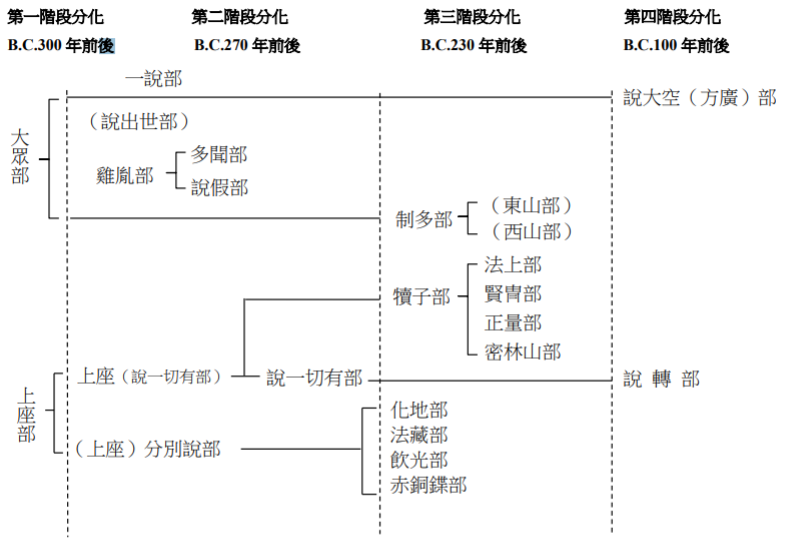 第一階段分化 第二階段分化 第三階段分化 第四階段分化
B.C.300 年前後 B.C.270 年前後 B.C.230 年前後 B.C.100 年前後
一說部
說大空（方廣）部
（說出世部）
大眾部
多聞部
雞胤部
說假部
（東山部）
制多部
（西山部）
法上部
犢子部 賢冑部
正量部
密林山部
上座（說一切有部） 說一切有部 說 轉 部
上座部
化地部
法藏部
（上座）分別說部
飲光部
赤銅鍱部